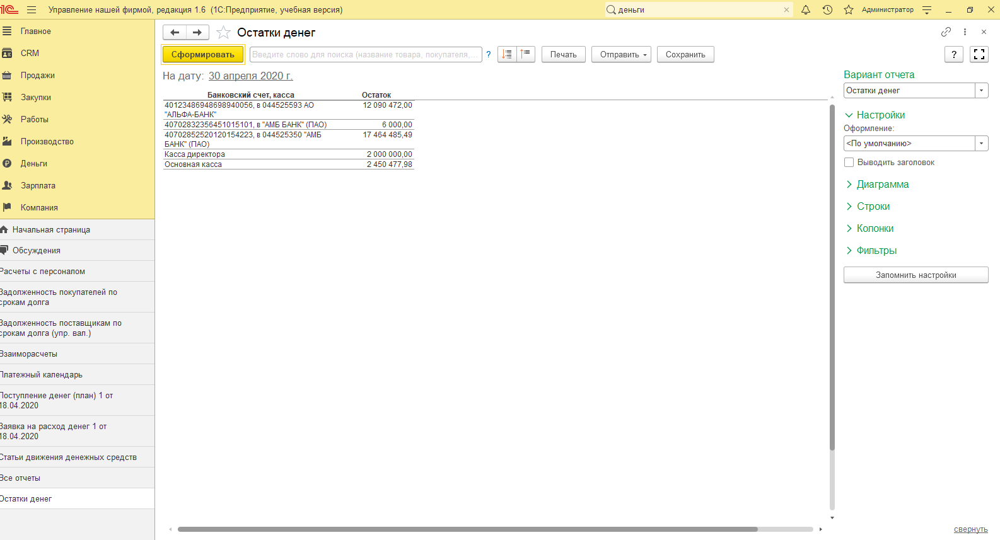 1С Управление нашей фирмой, редакция 1.6 (1С:Предприятие, учебная версия)
деньги
Администратор
Главное
CRM
Продажи
Закупки
Работы
Производство
Деньги
Зарплата
Компания
Начальная страница
Обсуждения
Расчеты с персоналом
Задолженность покупателей по
срокам долга
Задолженность поставщикам по
срокам долга (упр. вал.)
Взаиморасчеты
Платежный календарь
Поступление денег (план) 1 от
18.04.2020
Заявка на расход денег 1 от
18.04.2020
Статьи движения денежных средств
Все отчеты
Остатки денег
Остатки денег
Сформировать
Введите слово для поиска (название товара, покупателя,...
?
Печать
Отправить
Сохранить
?
На дату: 30 апреля 2020 г.
Банковский счет, касса Остаток
40123486948698940056, в 044525593 АО 12 090 472,00
"АЛЬФА-БАНК"
40702832356451015101, в "АМБ БАНК" (ПАО) 6 000,00
40702852520120154223, в 044525350 "АМБ 17 464 485,49
БАНК" (ПАО)
Касса директора 2 000 000,00
Основная касса 2 450 477,98
Вариант отчета
Остатки денег
Настройки
Оформление:
<По умолчанию>
Выводить заголовок
Диаграмма
Строки
Колонки
Фильтры
Запомнить настройки
свернуть